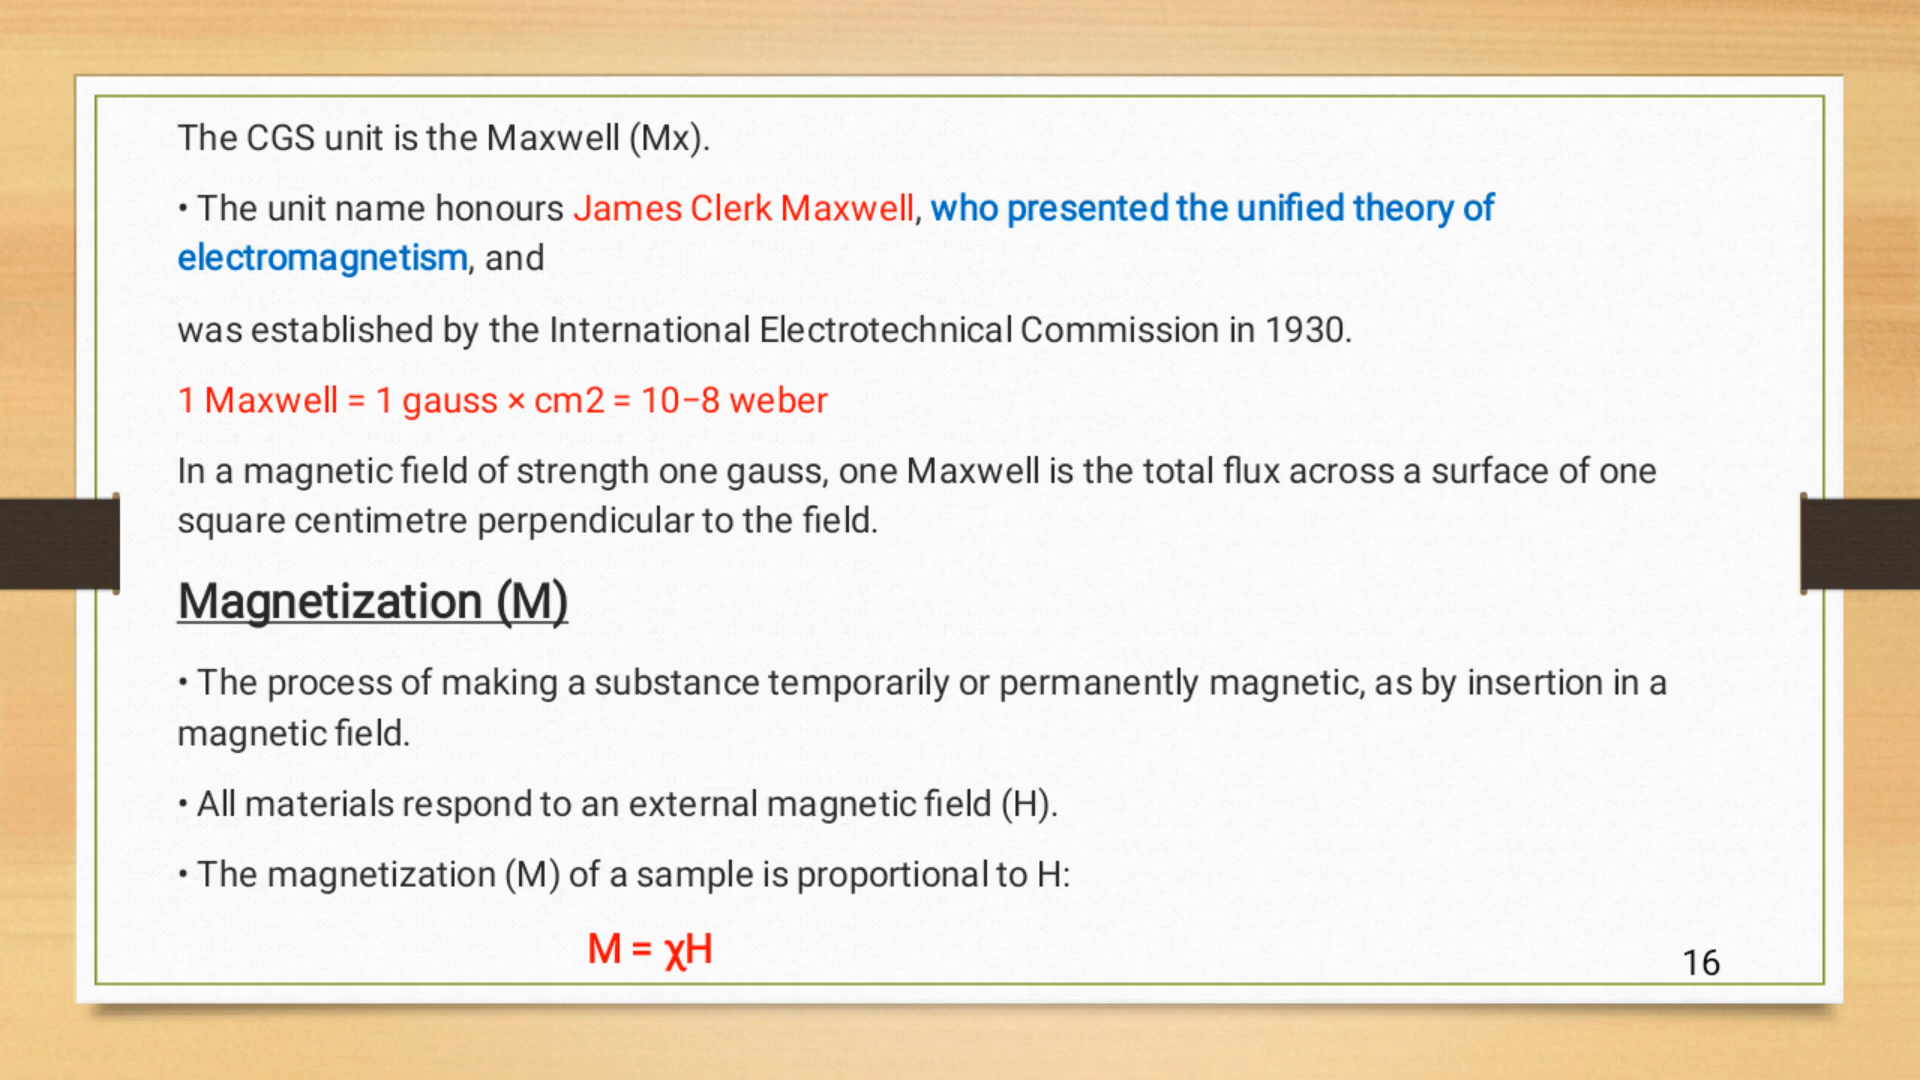 The CGS unit is the Maxwell (Mx).
• The unit name honours James Clerk Maxwell, who presented the unified theory of
electromagnetism, and
was established by the International Electrotechnical Commission in 1930.
1 Maxwell = 1 gauss × cm2 = 10−8 weber
In a magnetic field of strength one gauss, one Maxwell is the total flux across a surface of one
square centimetre perpendicular to the field.
Magnetization (M)
• The process of making a substance temporarily or permanently magnetic, as by insertion in a
magnetic field.
• All materials respond to an external magnetic field (H).
• The magnetization (M) of a sample is proportional to H:
M = χH
16